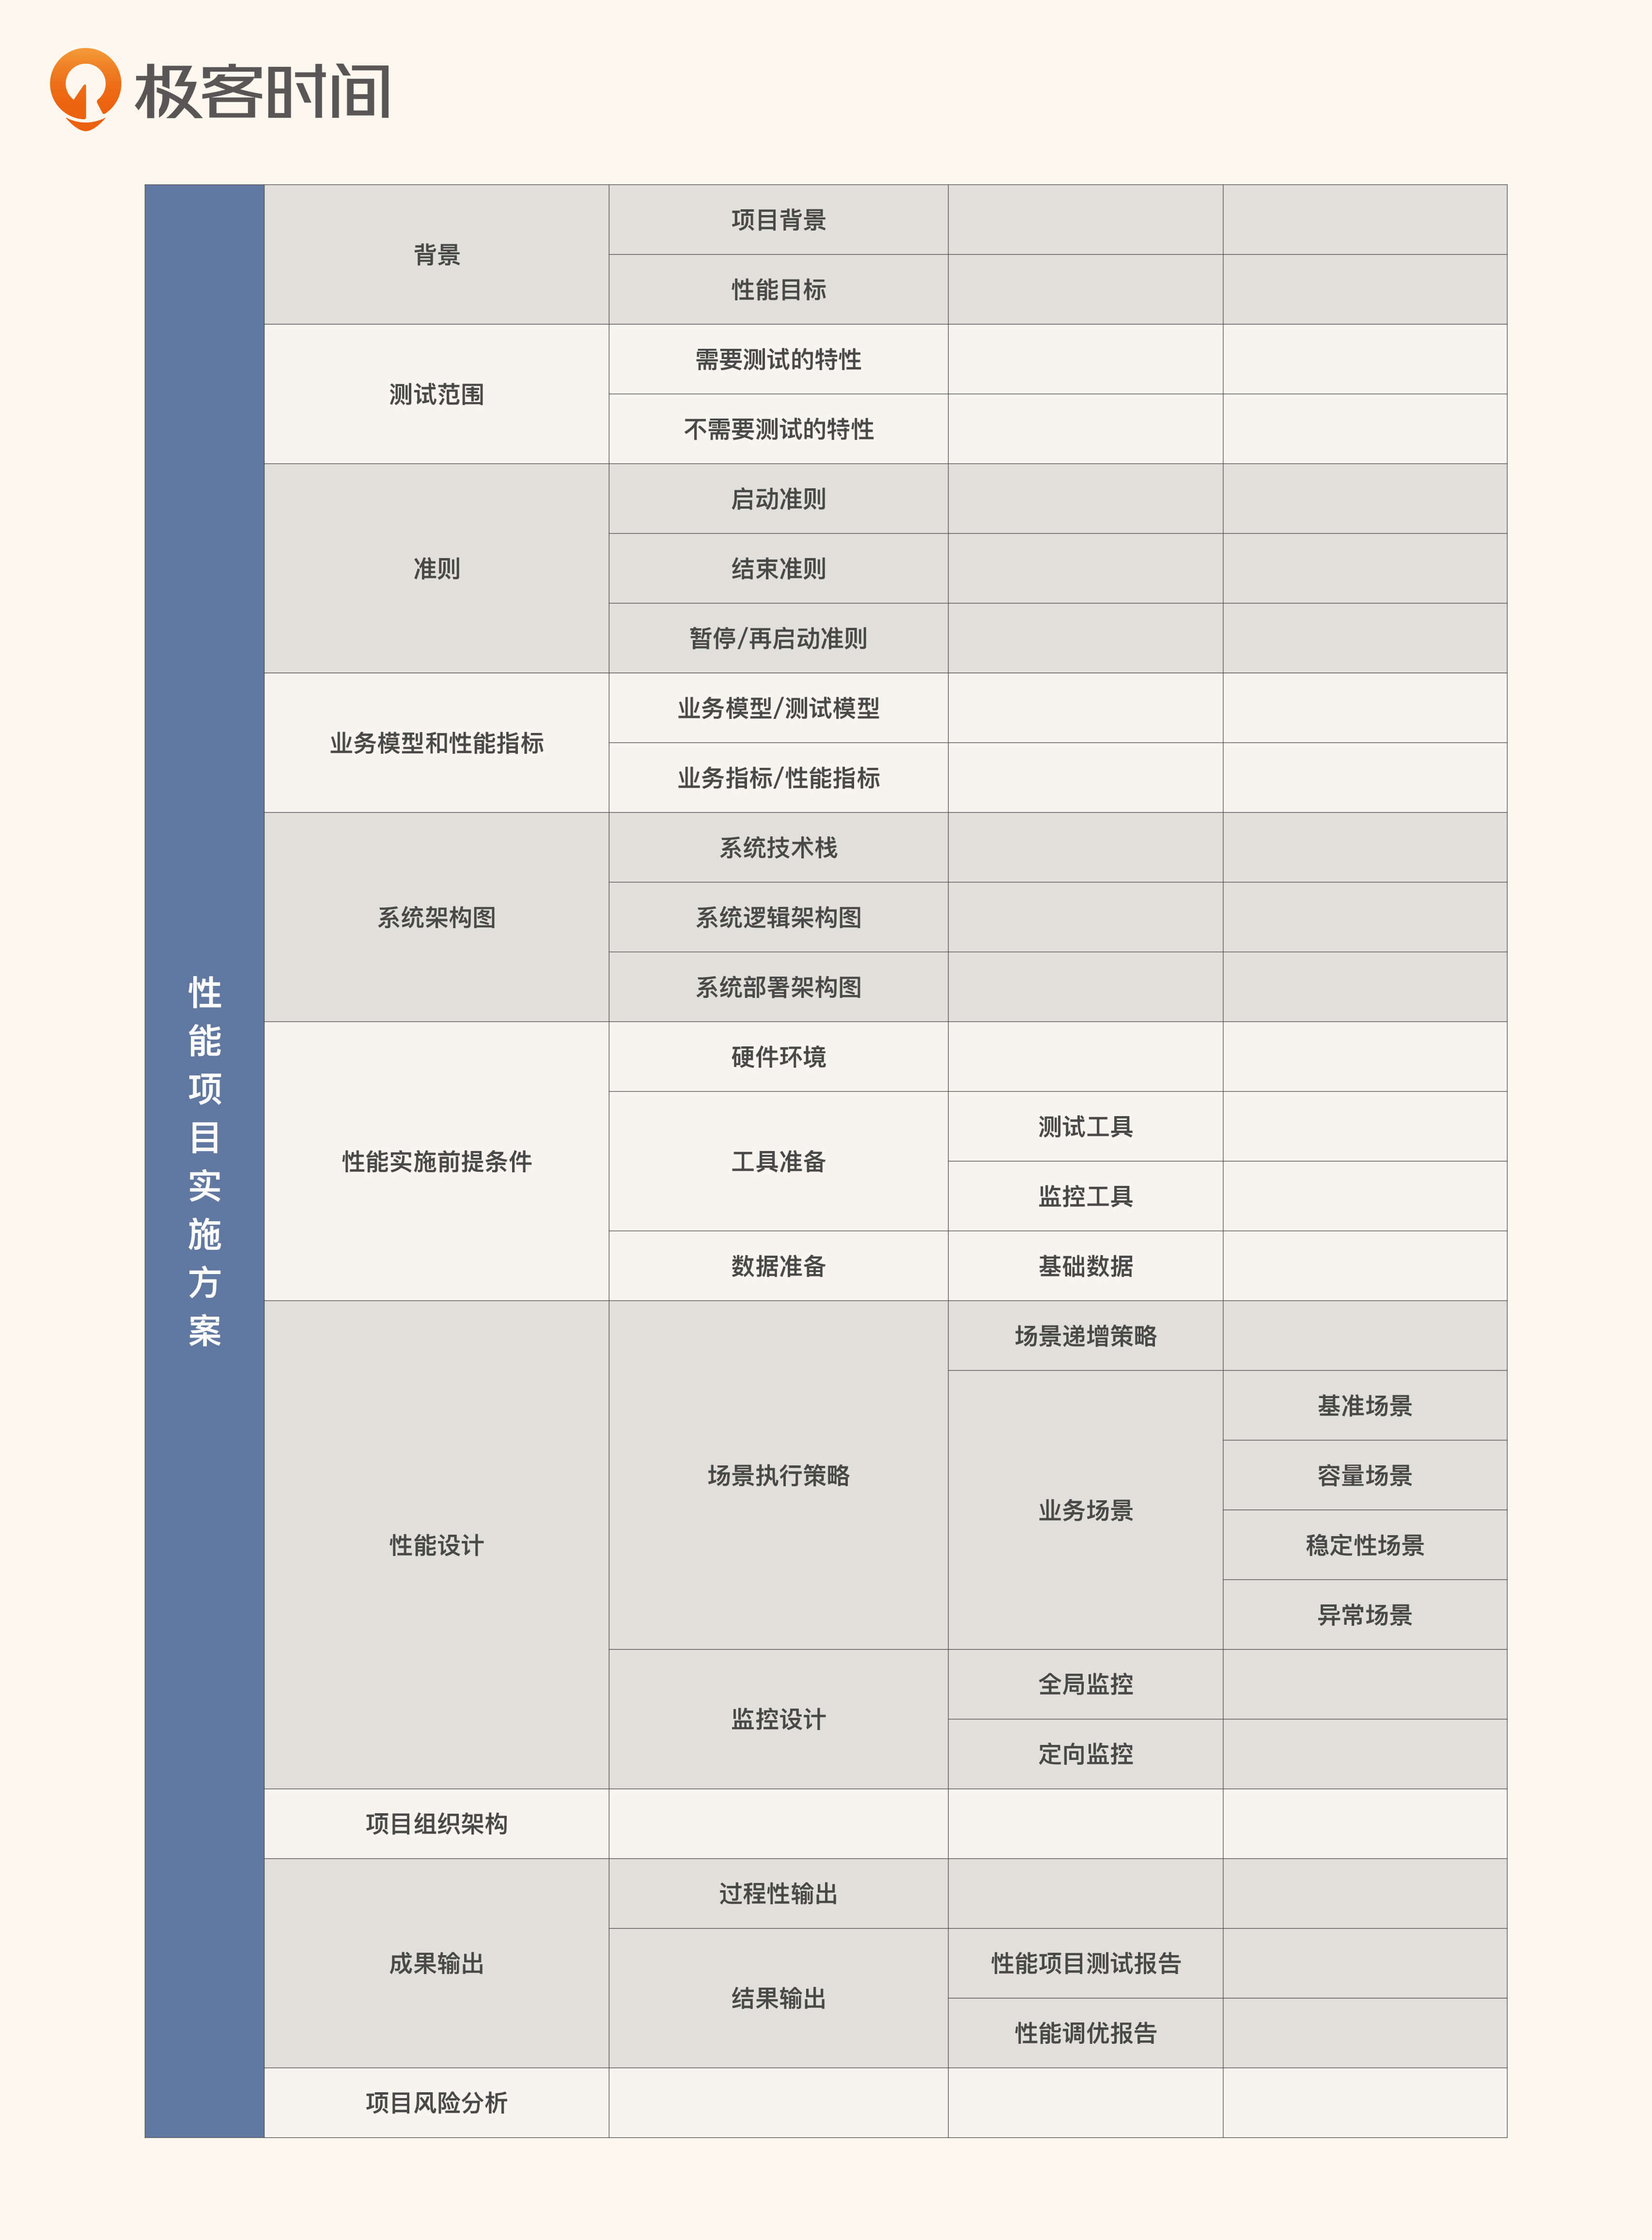 极客时间
性能项目实施方案
背景
项目背景
性能目标
测试范围
需要测试的特性
不需要测试的特性
准则
启动准则
结束准则
暂停/再启动准则
业务模型和性能指标
业务模型/测试模型
业务指标/性能指标
系统架构图
系统技术栈
系统逻辑架构图
系统部署架构图
性能实施前提条件
硬件环境
工具准备
测试工具
监控工具
数据准备
基础数据
性能设计
场景执行策略
场景递增策略
业务场景
基准场景
容量场景
稳定性场景
异常场景
监控设计
全局监控
定向监控
项目组织架构
成果输出
过程性输出
结果输出
性能项目测试报告
性能调优报告
项目风险分析